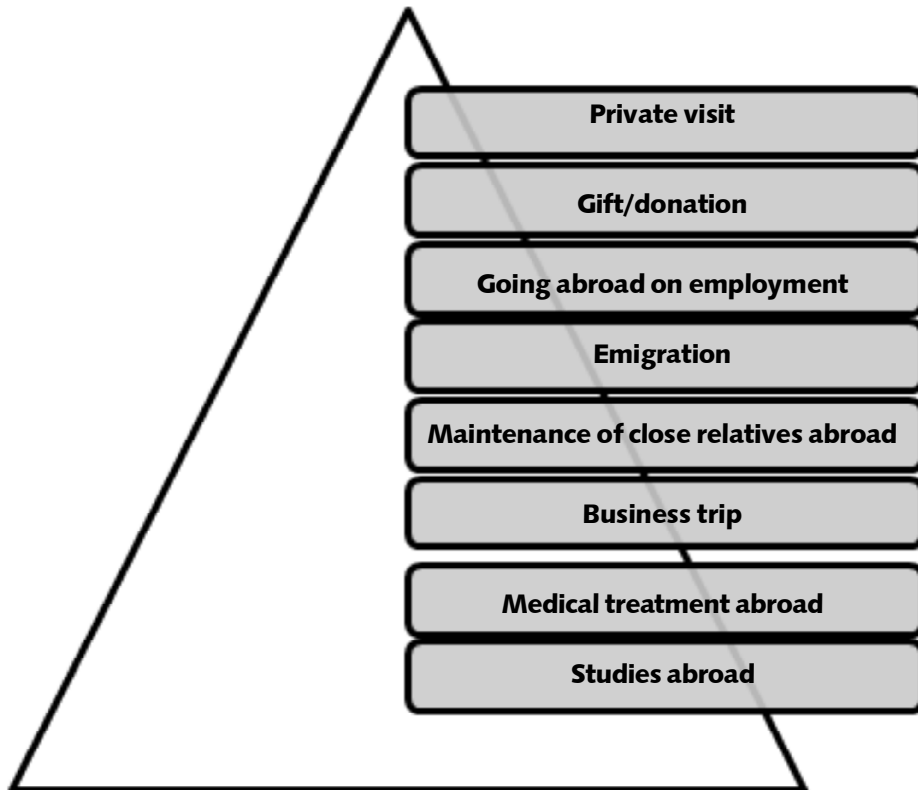 Private visit
Gift/donation
Going abroad on employment
Emigration
Maintenance of close relatives abroad
Business trip
Medical treatment abroad
Studies abroad